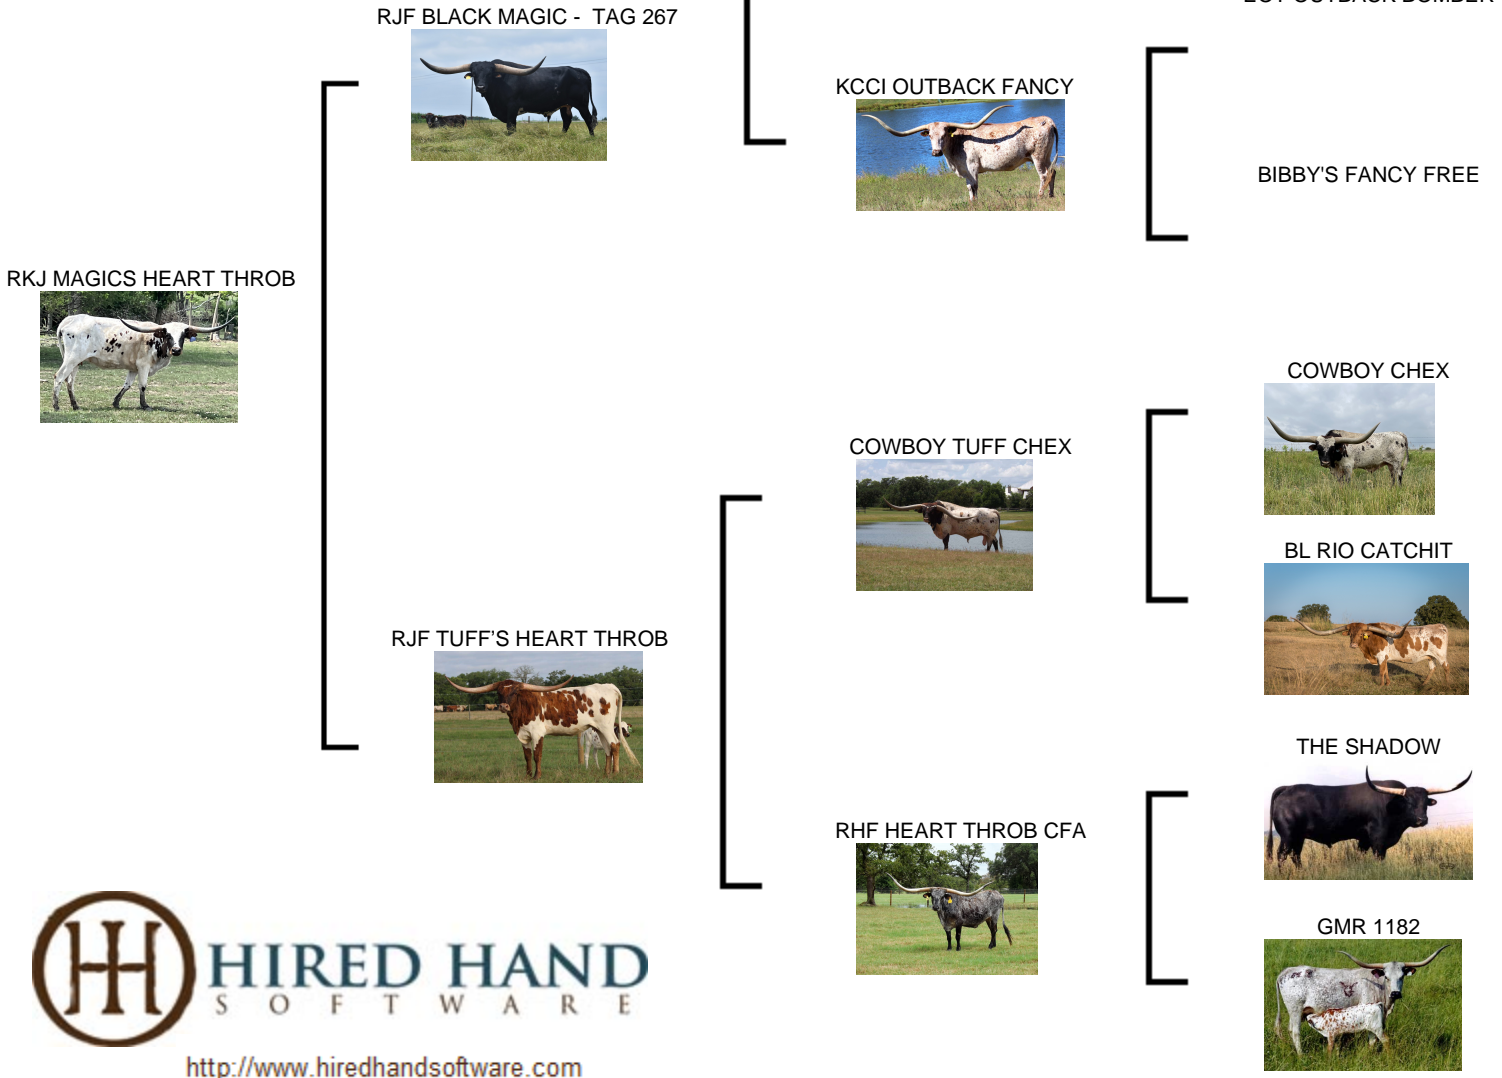 RJF BLACK MAGIC - TAG 267
KCCI OUTBACK FANCY
BIBBY'S FANCY FREE
RKJ MAGICS HEART THROB
COWBOY CHEX
COWBOY TUFF CHEX
BL RIO CATCHIT
RJF TUFF'S HEART THROB
THE SHADOW
RHF HEART THROB CFA
GMR 1182
HIRED HAND
SOFTWARE
http://www.hiredhandsoftware.com